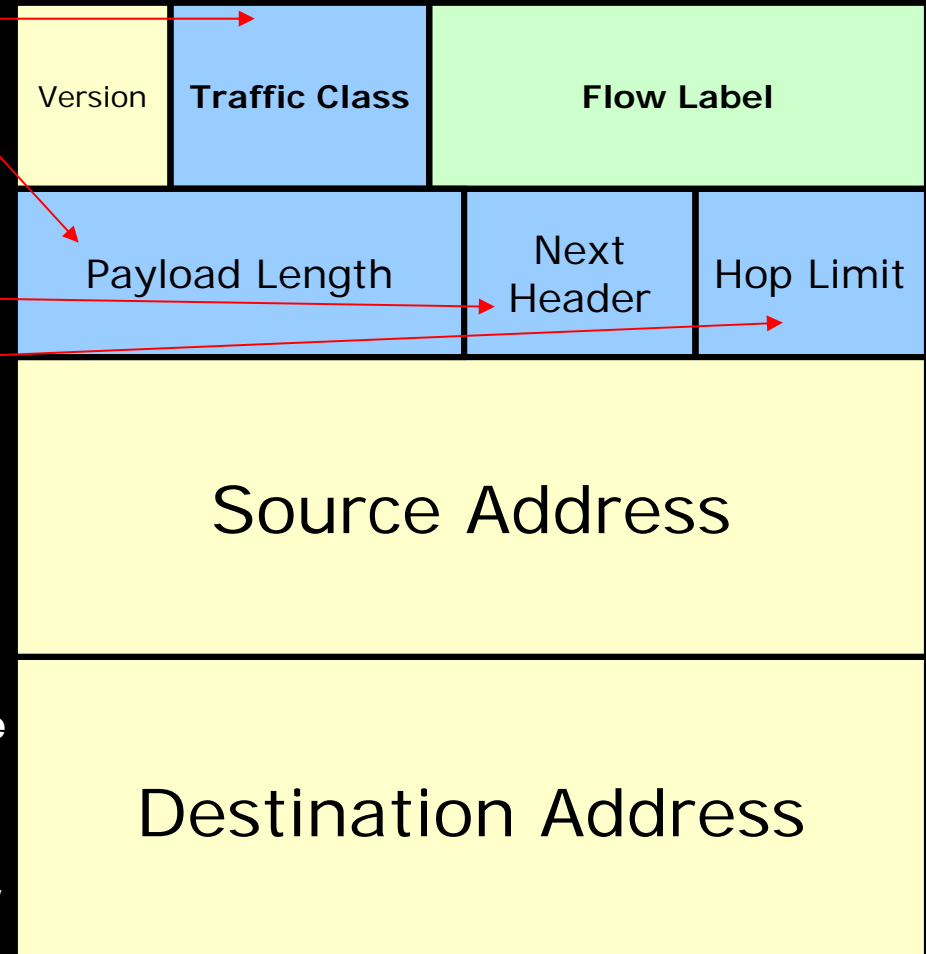 Version Traffic Class Flow Label
Payload Length Next Header Hop Limit
Source Address
Destination Address